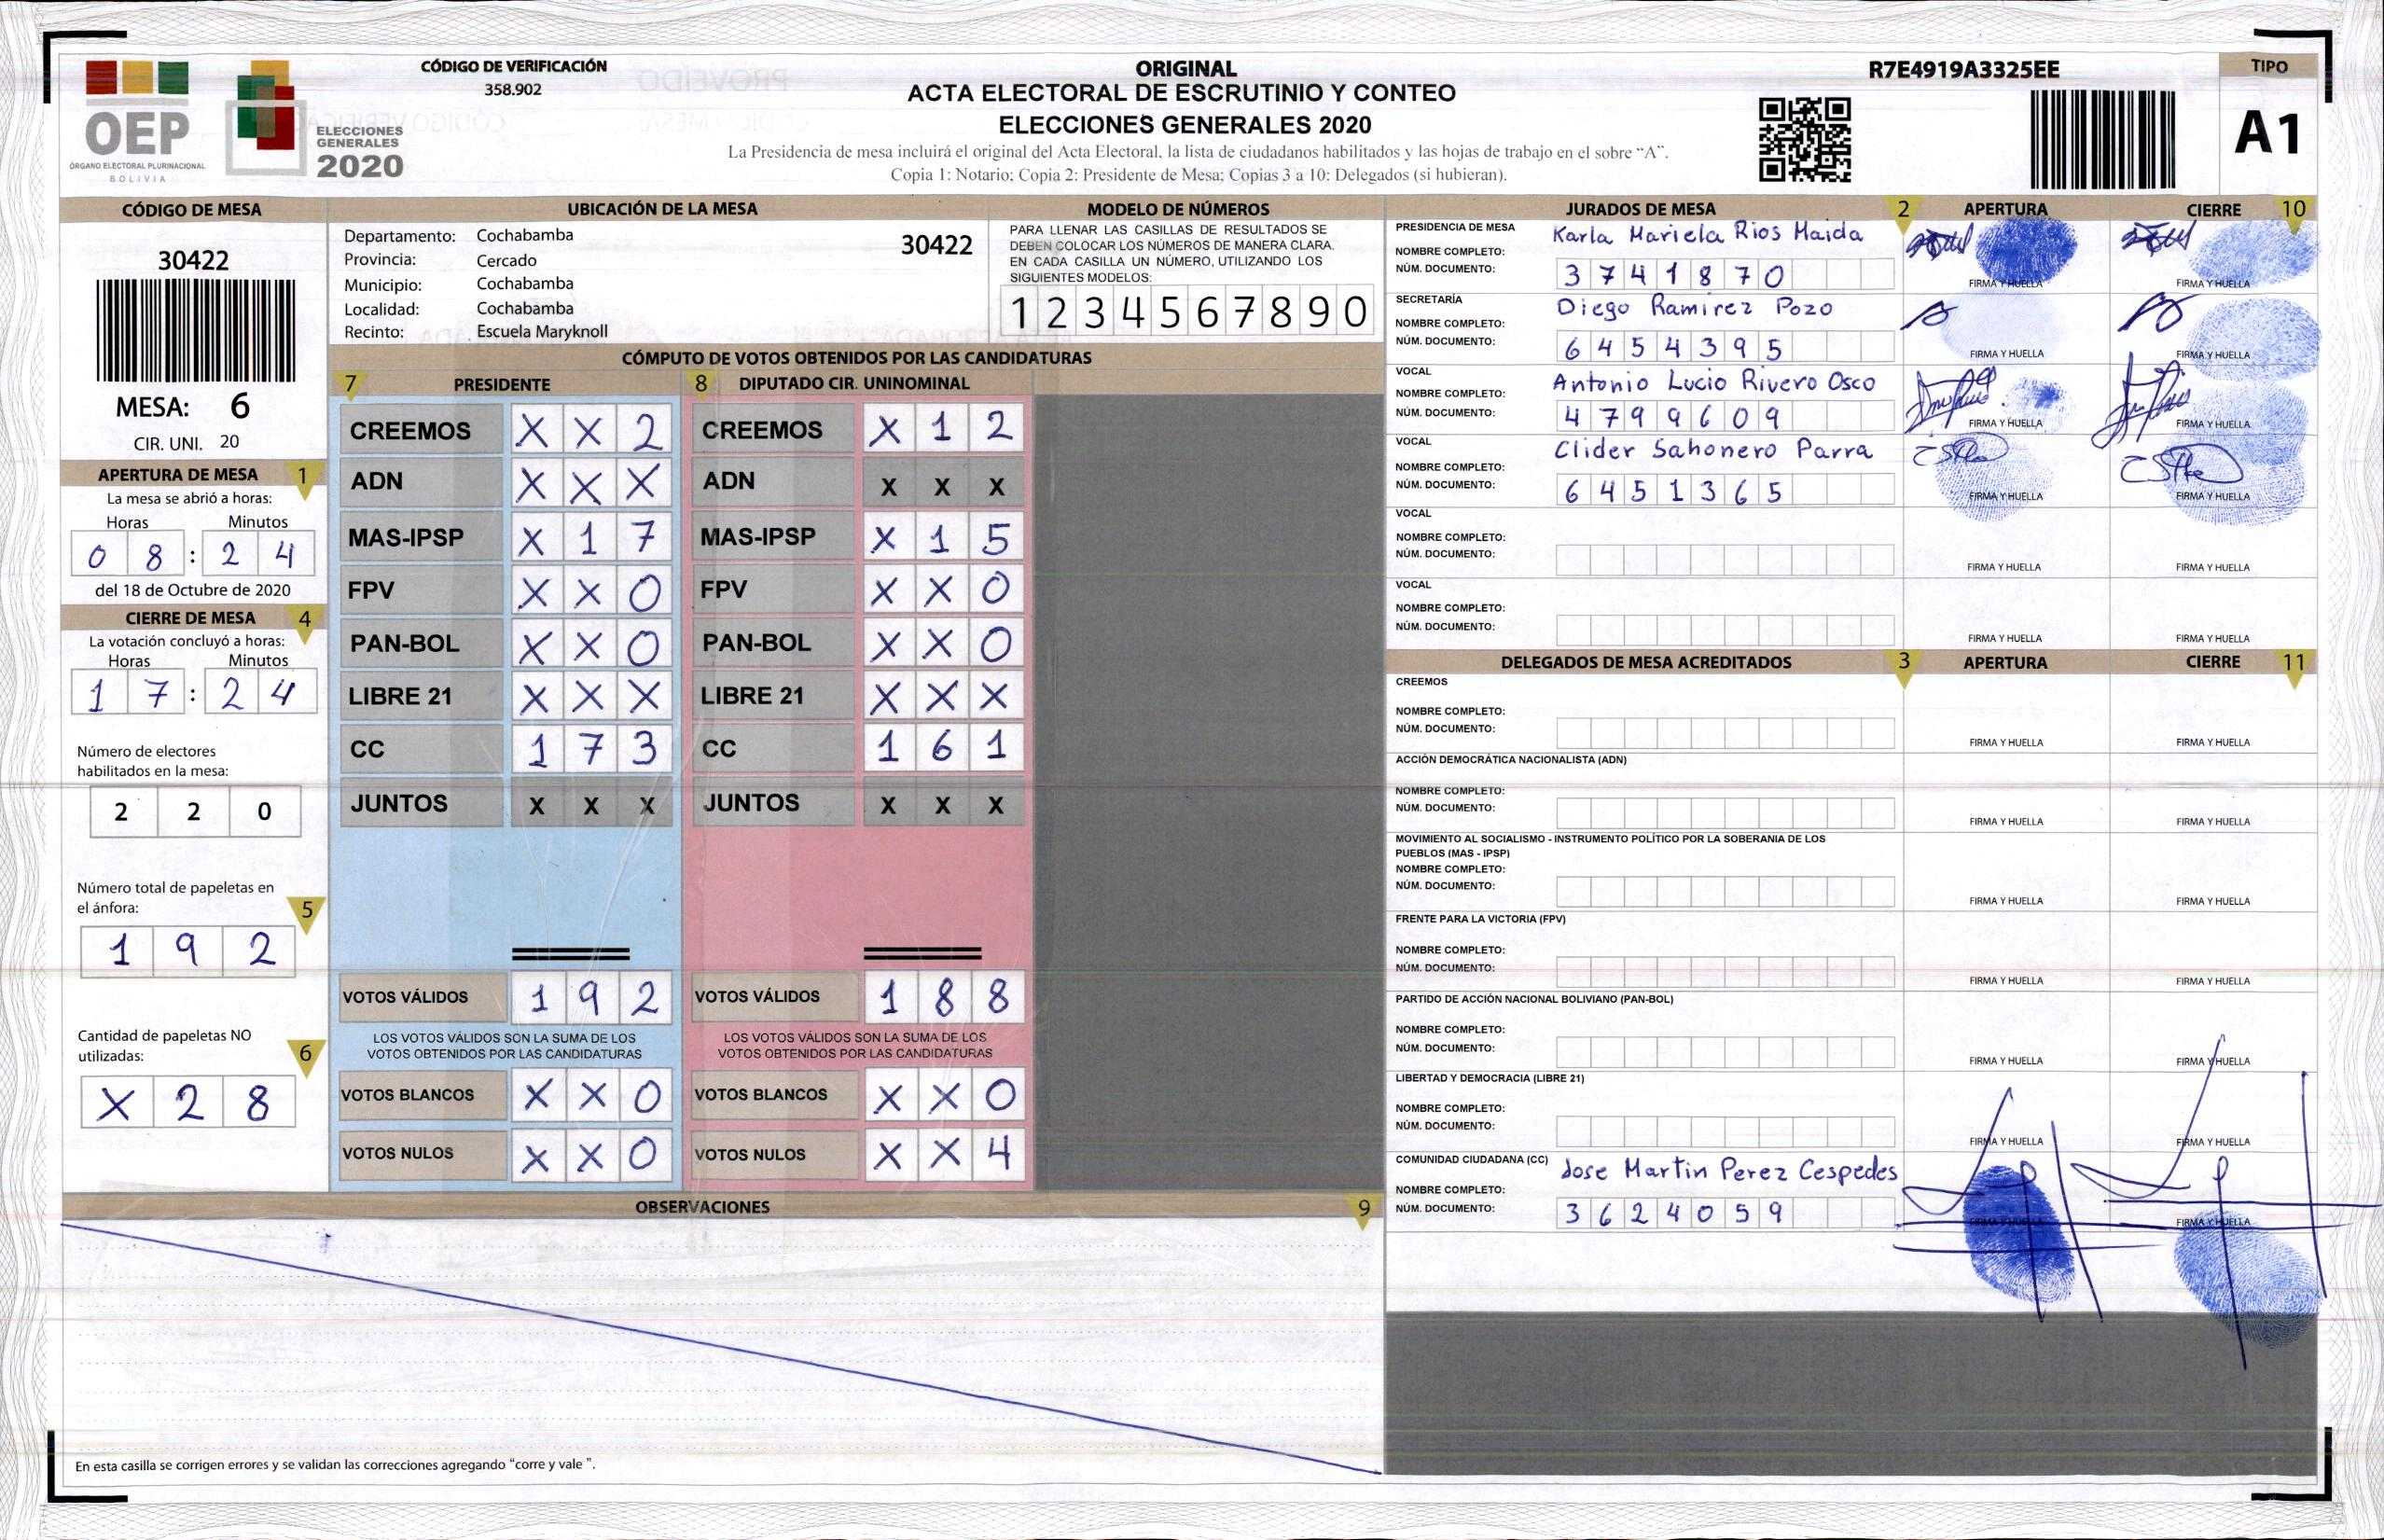 CÓDIGO DE VERIFICACIÓN
358.902
OEP
ÓRGANO ELECTORAL PLURINACIONAL
BOLIVIA
ELECCIONES
GENERALES
2020
ORIGINAL
ACTA ELECTORAL DE ESCRUTINIO Y CONTEO
ELECCIONES GENERALES 2020
La Presidencia de mesa incluirá el original del Acta Electoral, la lista de ciudadanos habilitados y las hojas de trabajo en el sobre “A”.
Copia 1: Notario; Copia 2: Presidente de Mesa; Copias 3 a 10: Delegados (si hubieran).
R7E4919A3325EE
TIPO
A1
CÓDIGO DE MESA
30422
MESA: 6
CIR. UNI. 20
APERTURA DE MESA 1
La mesa se abrió a horas:
Horas Minutos
0 8 : 2 4
del 18 de Octubre de 2020
CIERRE DE MESA 4
La votación concluyó a horas:
Horas Minutos
1 7 : 2 4
Número de electores
habilitados en la mesa:
2 2 0
Número total de papeletas en
el ánfora: 5
1 9 2
Cantidad de papeletas NO
utilizadas: 6
X 2 8
UBICACIÓN DE LA MESA
Departamento: Cochabamba 30422
Provincia: Cercado
Municipio: Cochabamba
Localidad: Cochabamba
Recinto: Escuela Maryknoll
MODELO DE NÚMEROS
PARA LLENAR LAS CASILLAS DE RESULTADOS SE
DEBEN COLOCAR LOS NÚMEROS DE MANERA CLARA.
EN CADA CASILLA UN NÚMERO, UTILIZANDO LOS
SIGUIENTES MODELOS:
1 2 3 4 5 6 7 8 9 0
CÓMPUTO DE VOTOS OBTENIDOS POR LAS CANDIDATURAS
7 PRESIDENTE 8 DIPUTADO CIR. UNINOMINAL
CREEMOS X X 2 CREEMOS X 1 2
ADN X X X ADN X X X
MAS-IPSP X 1 7 MAS-IPSP X 1 5
FPV X X 0 FPV X X 0
PAN-BOL X X 0 PAN-BOL X X 0
LIBRE 21 X X X LIBRE 21 X X X
CC 1 7 3 CC 1 6 1
JUNTOS X X X JUNTOS X X X
VOTOS VÁLIDOS 1 9 2 VOTOS VÁLIDOS 1 8 8
LOS VOTOS VÁLIDOS SON LA SUMA DE LOS LOS VOTOS VÁLIDOS SON LA SUMA DE LOS
VOTOS OBTENIDOS POR LAS CANDIDATURAS VOTOS OBTENIDOS POR LAS CANDIDATURAS
VOTOS BLANCOS X X 0 VOTOS BLANCOS X X 0
VOTOS NULOS X X 0 VOTOS NULOS X X 4
OBSERVACIONES 9
En esta casilla se corrigen errores y se validan las correcciones agregando “corre y vale ”.
JURADOS DE MESA 2 APERTURA CIERRE 10
PRESIDENCIA DE MESA
NOMBRE COMPLETO: Karla Mariela Rios Maida
NÚM. DOCUMENTO: 3 7 4 1 8 7 0
FIRMA Y HUELLA FIRMA Y HUELLA
SECRETARÍA
NOMBRE COMPLETO: Diego Ramirez Pozo
NÚM. DOCUMENTO: 6 4 5 4 3 9 5
FIRMA Y HUELLA FIRMA Y HUELLA
VOCAL
NOMBRE COMPLETO: Antonio Lucio Rivero Osco
NÚM. DOCUMENTO: 4 7 9 9 6 0 9
FIRMA Y HUELLA FIRMA Y HUELLA
VOCAL
NOMBRE COMPLETO: Clider Sahonero Parra
NÚM. DOCUMENTO: 6 4 5 1 3 6 5
FIRMA Y HUELLA FIRMA Y HUELLA
VOCAL
NOMBRE COMPLETO:
NÚM. DOCUMENTO:
FIRMA Y HUELLA FIRMA Y HUELLA
VOCAL
NOMBRE COMPLETO:
NÚM. DOCUMENTO:
FIRMA Y HUELLA FIRMA Y HUELLA
DELEGADOS DE MESA ACREDITADOS 3 APERTURA CIERRE 11
CREEMOS
NOMBRE COMPLETO:
NÚM. DOCUMENTO:
FIRMA Y HUELLA FIRMA Y HUELLA
ACCIÓN DEMOCRÁTICA NACIONALISTA (ADN)
NOMBRE COMPLETO:
NÚM. DOCUMENTO:
FIRMA Y HUELLA FIRMA Y HUELLA
MOVIMIENTO AL SOCIALISMO - INSTRUMENTO POLÍTICO POR LA SOBERANIA DE LOS
PUEBLOS (MAS - IPSP)
NOMBRE COMPLETO:
NÚM. DOCUMENTO:
FIRMA Y HUELLA FIRMA Y HUELLA
FRENTE PARA LA VICTORIA (FPV)
NOMBRE COMPLETO:
NÚM. DOCUMENTO:
FIRMA Y HUELLA FIRMA Y HUELLA
PARTIDO DE ACCIÓN NACIONAL BOLIVIANO (PAN-BOL)
NOMBRE COMPLETO:
NÚM. DOCUMENTO:
FIRMA Y HUELLA FIRMA Y HUELLA
LIBERTAD Y DEMOCRACIA (LIBRE 21)
NOMBRE COMPLETO:
NÚM. DOCUMENTO:
FIRMA Y HUELLA FIRMA Y HUELLA
COMUNIDAD CIUDADANA (CC)
NOMBRE COMPLETO: Jose Martin Perez Cespedes
NÚM. DOCUMENTO: 3 6 2 4 0 5 9
FIRMA Y HUELLA FIRMA Y HUELLA